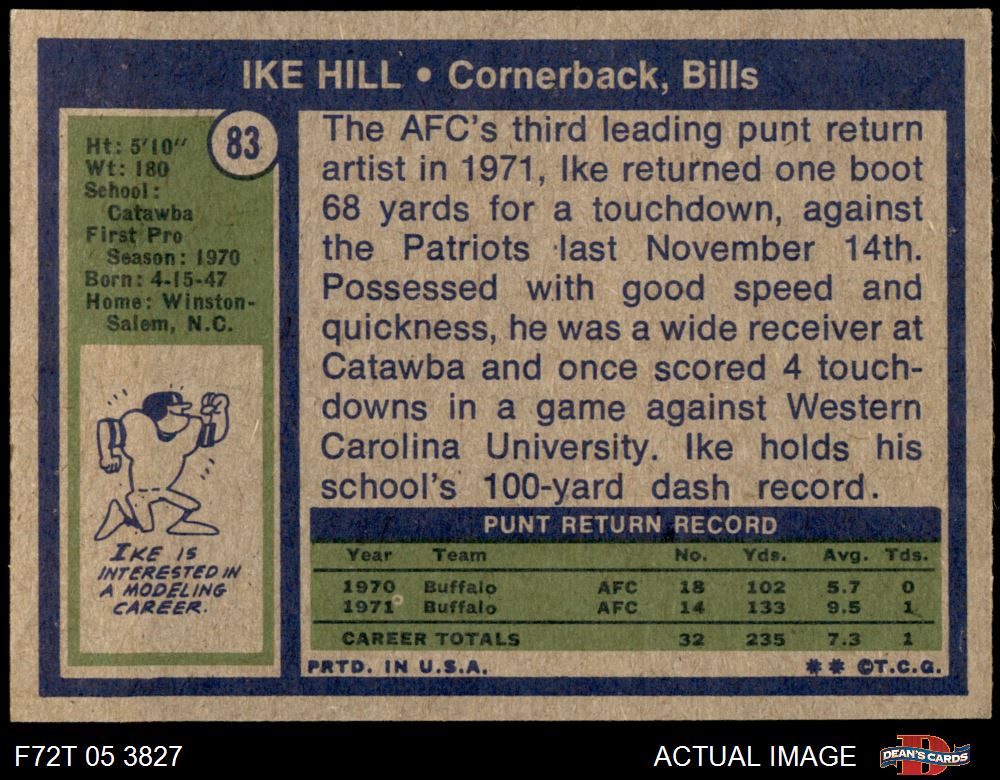 IKE HILL • Cornerback, Bills
83
Ht: 5'10"
Wt: 180
School:
Catawba
First Pro
Season: 1970
Born: 4-15-47
Home: Winston-
Salem, N.C.
IKE IS
INTERESTED IN
A MODELING
CAREER.
The AFC's third leading punt return
artist in 1971, Ike returned one boot
68 yards for a touchdown, against
the Patriots last November 14th.
Possessed with good speed and
quickness, he was a wide receiver at
Catawba and once scored 4 touch-
downs in a game against Western
Carolina University. Ike holds his
school's 100-yard dash record.
PUNT RETURN RECORD
Year Team No. Yds. Avg. Tds.
1970 Buffalo AFC 18 102 5.7 0
1971 Buffalo AFC 14 133 9.5 1
CAREER TOTALS 32 235 7.3 1
PRTD. IN U.S.A. ** ©T.C.G.
F72T 05 3827 ACTUAL IMAGE DEAN'S CARDS